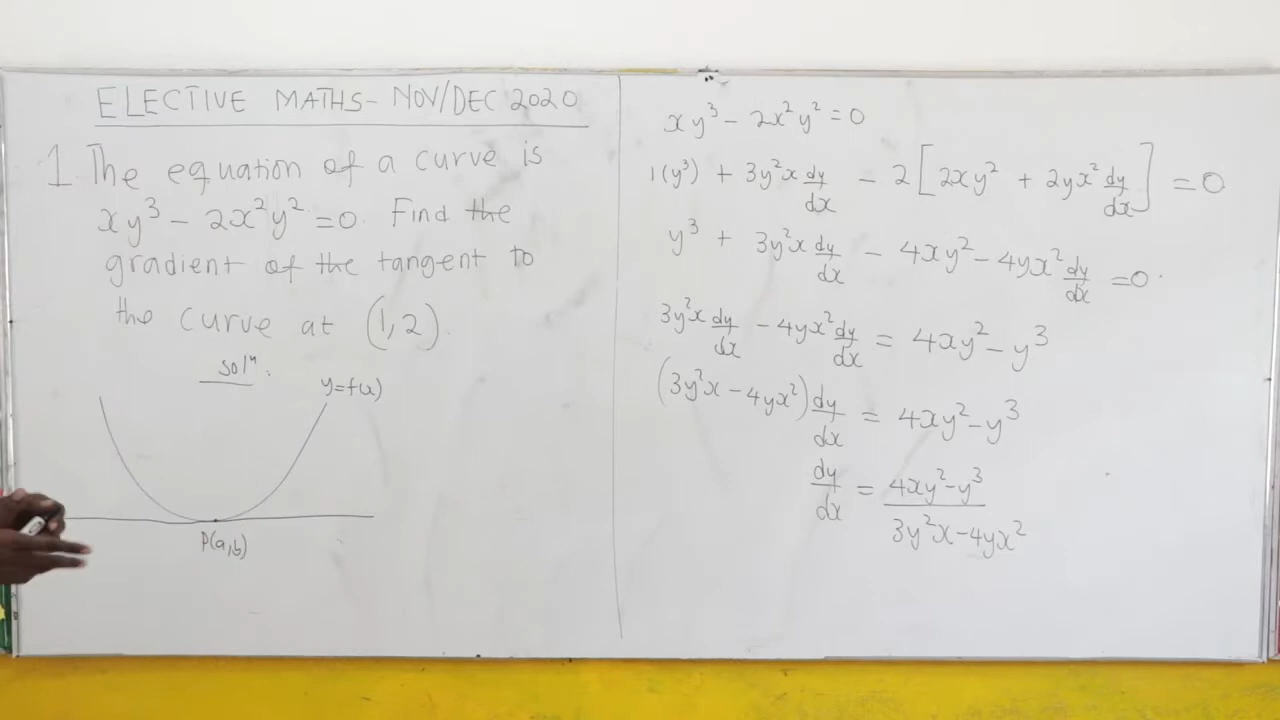 ELECTIVE MATHS- NOV/DEC 2020
1 The equation of a curve is
xy³ - 2x²y² = 0. Find the
gradient of the tangent to
the curve at (1,2).
solⁿ:
y=f(x)
P(a,b)
xy³ - 2x²y² = 0
1(y³) + 3y²x dy/dx - 2[2xy² + 2yx² dy/dx] = 0
y³ + 3y²x dy/dx - 4xy² - 4yx² dy/dx = 0
3y²x dy/dx - 4yx² dy/dx = 4xy² - y³
(3y²x - 4yx²) dy/dx = 4xy² - y³
dy/dx = 4xy² - y³ / 3y²x - 4yx²